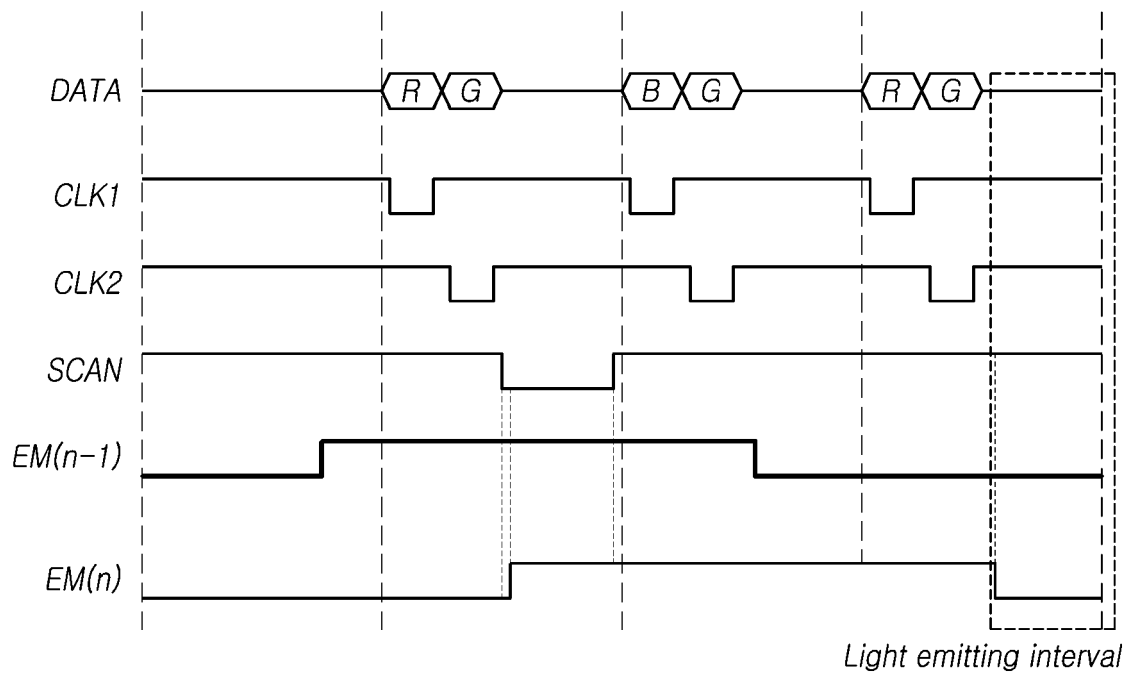 DATA R G B G R G
CLK1
CLK2
SCAN
EM(n-1)
EM(n)
Light emitting interval